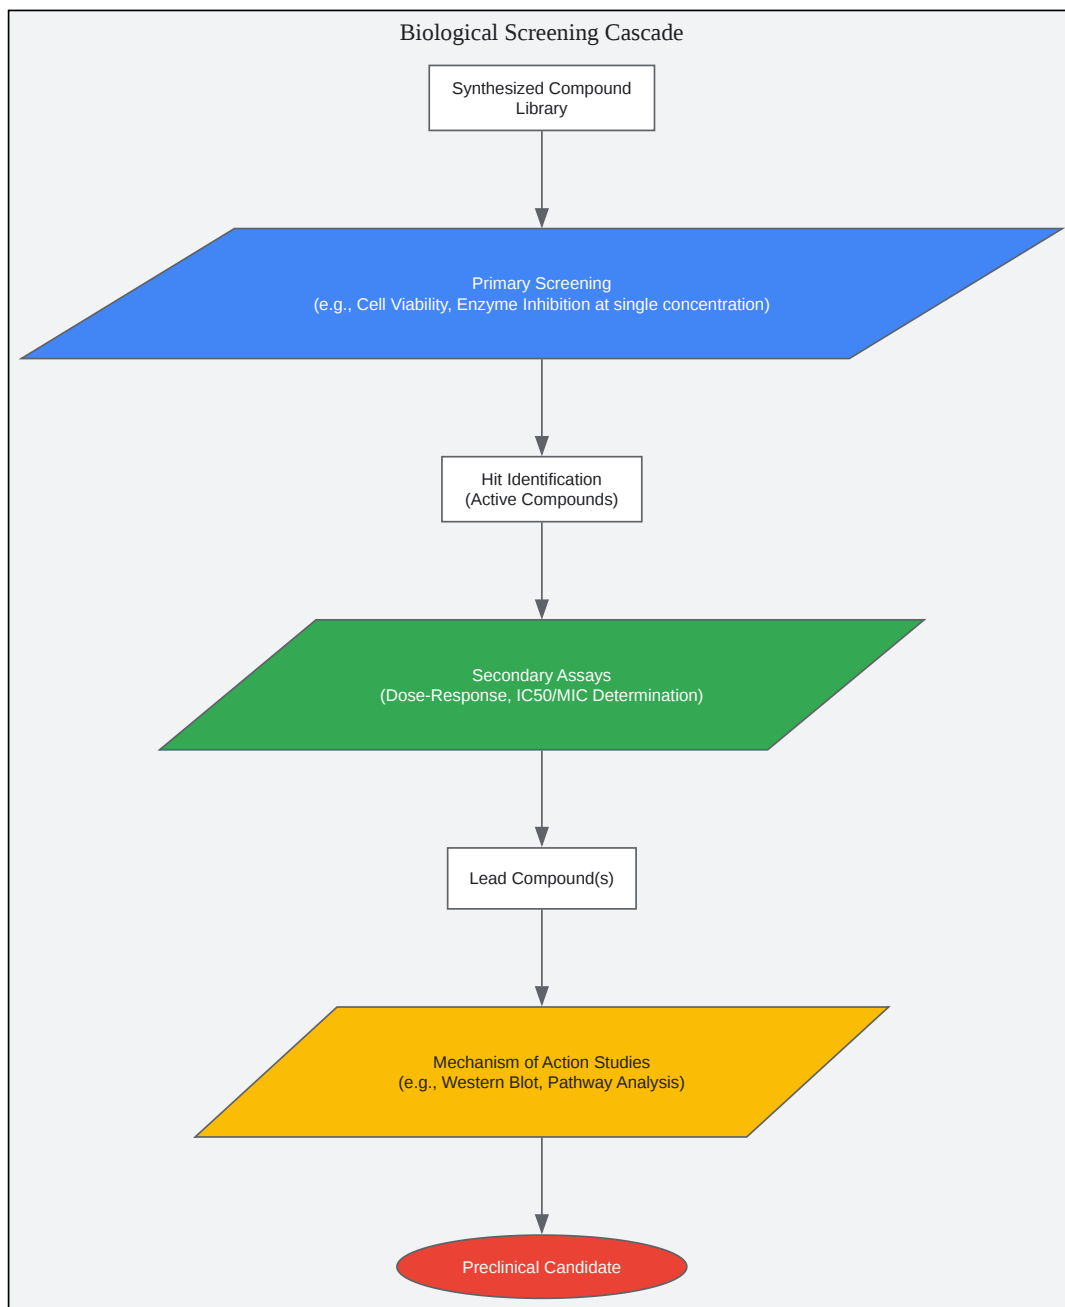 Biological Screening Cascade
Synthesized Compound
Library
Primary Screening
(e.g., Cell Viability, Enzyme Inhibition at single concentration)
Hit Identification
(Active Compounds)
Secondary Assays
(Dose-Response, IC50/MIC Determination)
Lead Compound(s)
Mechanism of Action Studies
(e.g., Western Blot, Pathway Analysis)
Preclinical Candidate